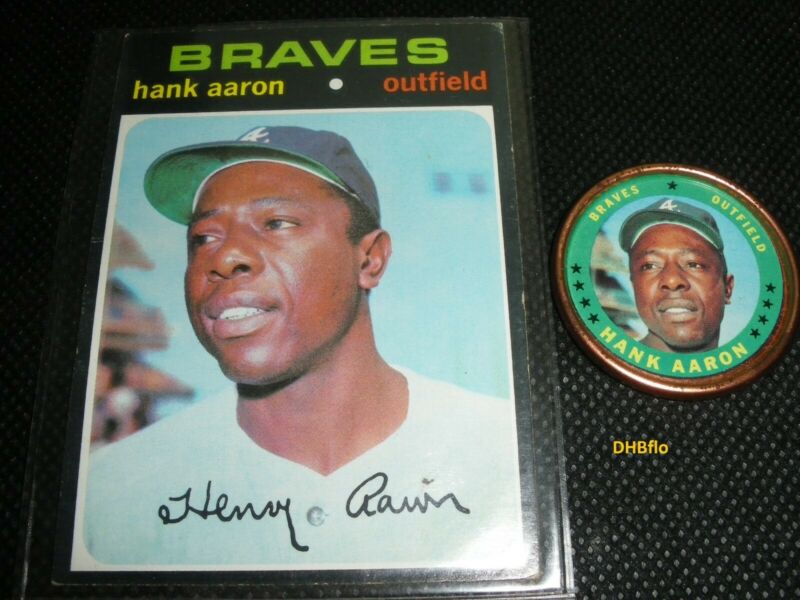 BRAVES
hank aaron • outfield
A
Henry Aaron
BRAVES ★ OUTFIELD
A
HANK AARON
DHBflo